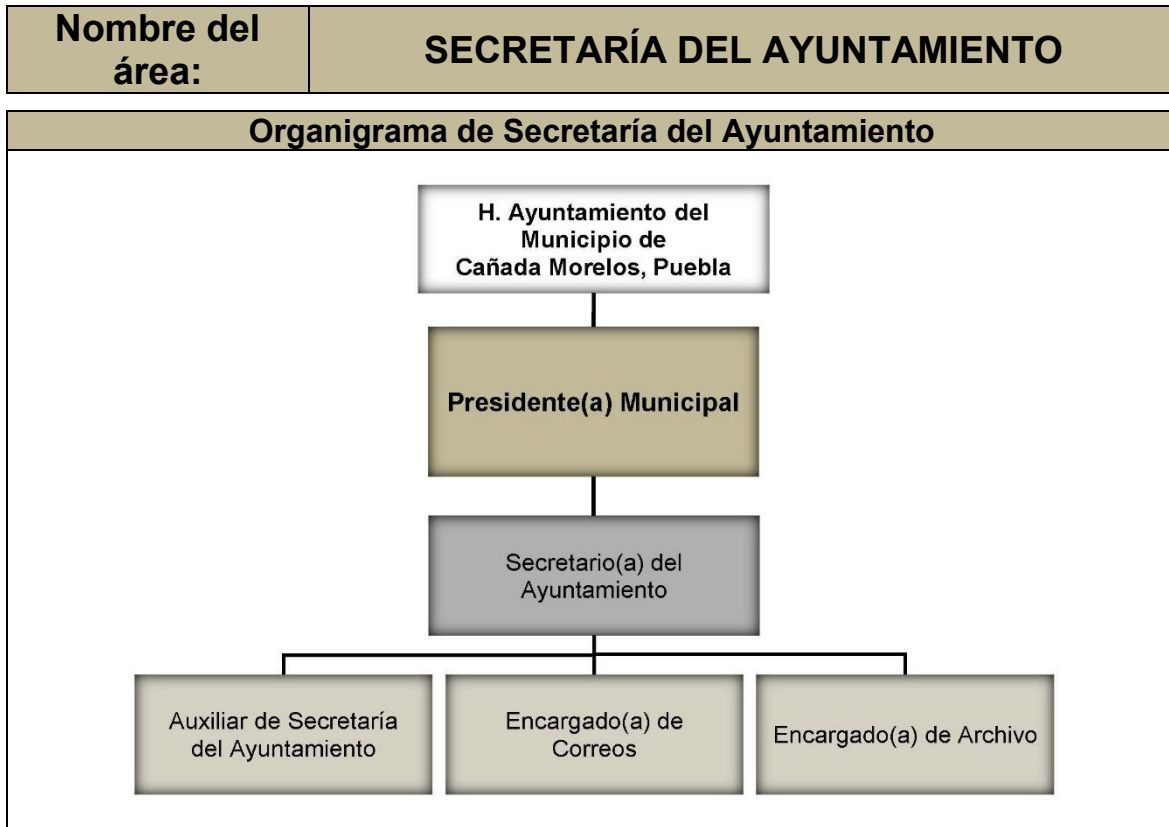 Nombre del
área:
SECRETARÍA DEL AYUNTAMIENTO
Organigrama de Secretaría del Ayuntamiento
H. Ayuntamiento del
Municipio de
Cañada Morelos, Puebla
Presidente(a) Municipal
Secretario(a) del
Ayuntamiento
Auxiliar de Secretaría
del Ayuntamiento
Encargado(a) de
Correos
Encargado(a) de Archivo